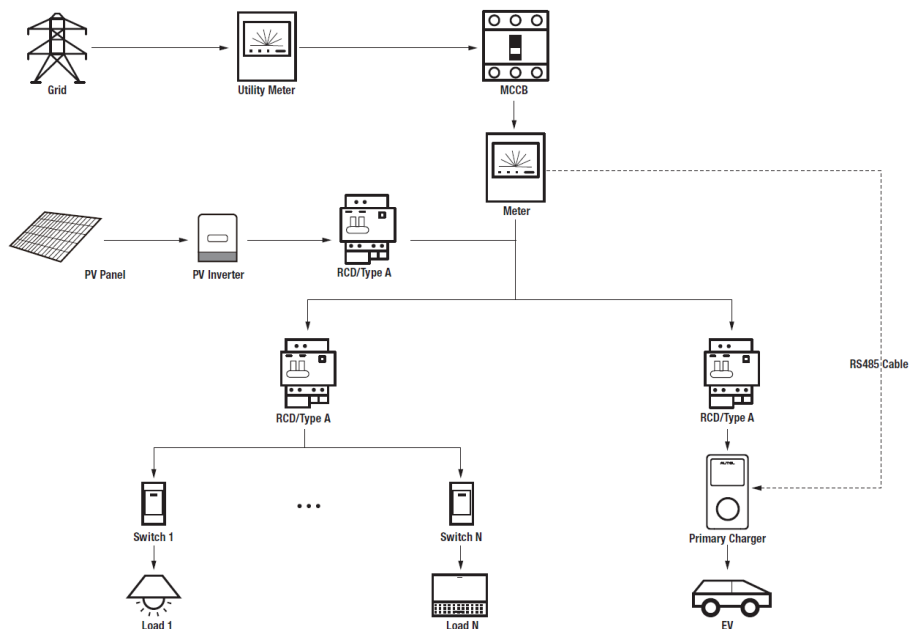 Grid
Utility Meter
MCCB
Meter
PV Panel
PV Inverter
RCD/Type A
RCD/Type A
RCD/Type A
RS485 Cable
AUTEL
Switch 1
...
Switch N
Primary Charger
Load 1
Load N
EV